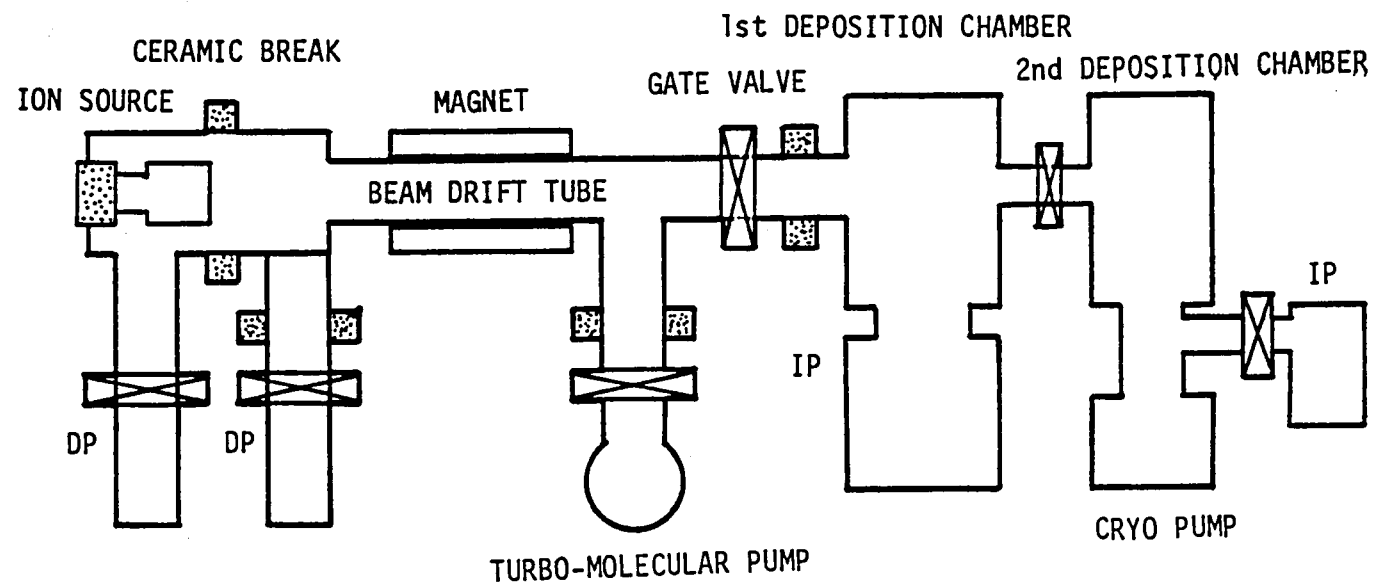 1st DEPOSITION CHAMBER
CERAMIC BREAK
2nd DEPOSITION CHAMBER
GATE VALVE
ION SOURCE
MAGNET
BEAM DRIFT TUBE
IP
IP
DP
DP
CRYO PUMP
TURBO-MOLECULAR PUMP